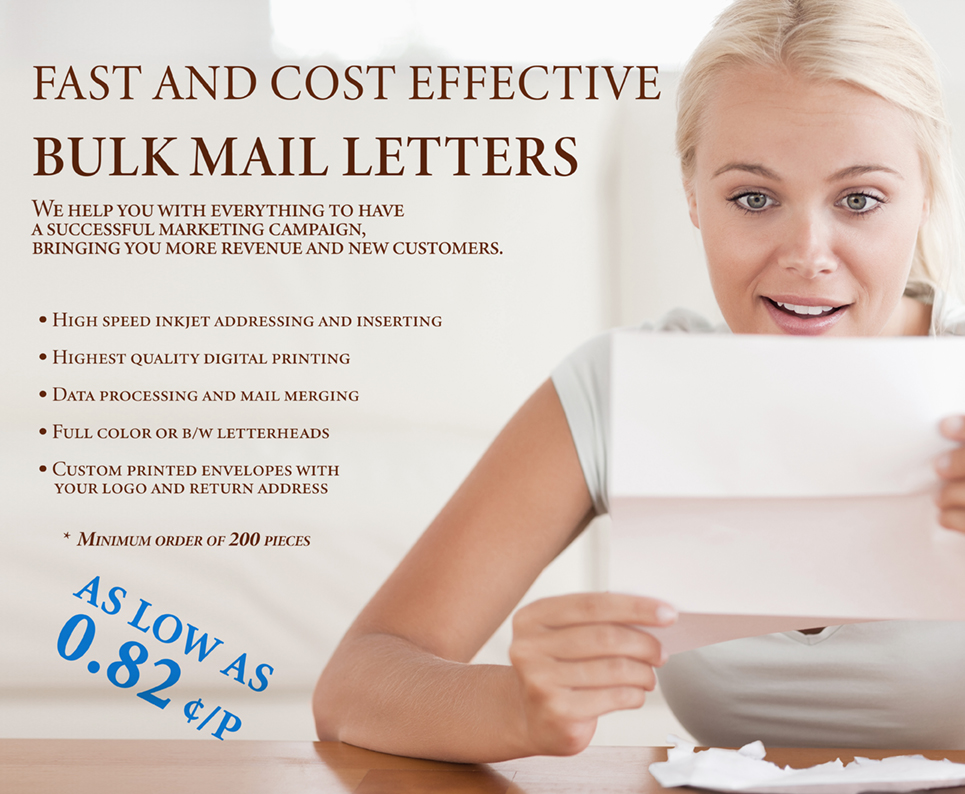 FAST AND COST EFFECTIVE
BULK MAIL LETTERS
WE HELP YOU WITH EVERYTHING TO HAVE
A SUCCESSFUL MARKETING CAMPAIGN,
BRINGING YOU MORE REVENUE AND NEW CUSTOMERS.
• HIGH SPEED INKJET ADDRESSING AND INSERTING
• HIGHEST QUALITY DIGITAL PRINTING
• DATA PROCESSING AND MAIL MERGING
• FULL COLOR OR B/W LETTERHEADS
• CUSTOM PRINTED ENVELOPES WITH
YOUR LOGO AND RETURN ADDRESS
* MINIMUM ORDER OF 200 PIECES
AS LOW AS
0.82 ¢/P